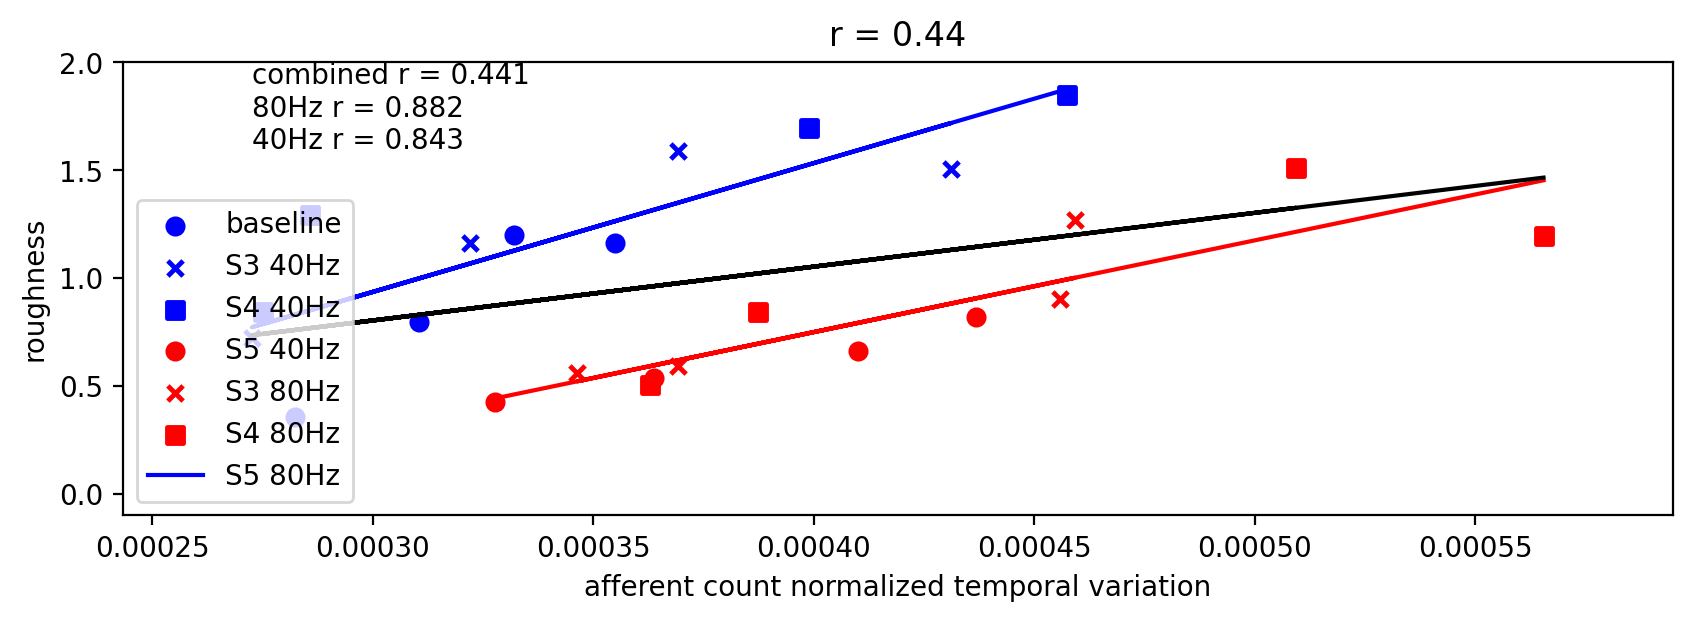 r = 0.44
combined r = 0.441
80Hz r = 0.882
40Hz r = 0.843
2.0
1.5
1.0
0.5
0.0
roughness
baseline
S3 40Hz
S4 40Hz
S5 40Hz
S3 80Hz
S4 80Hz
S5 80Hz
0.00025 0.00030 0.00035 0.00040 0.00045 0.00050 0.00055
afferent count normalized temporal variation